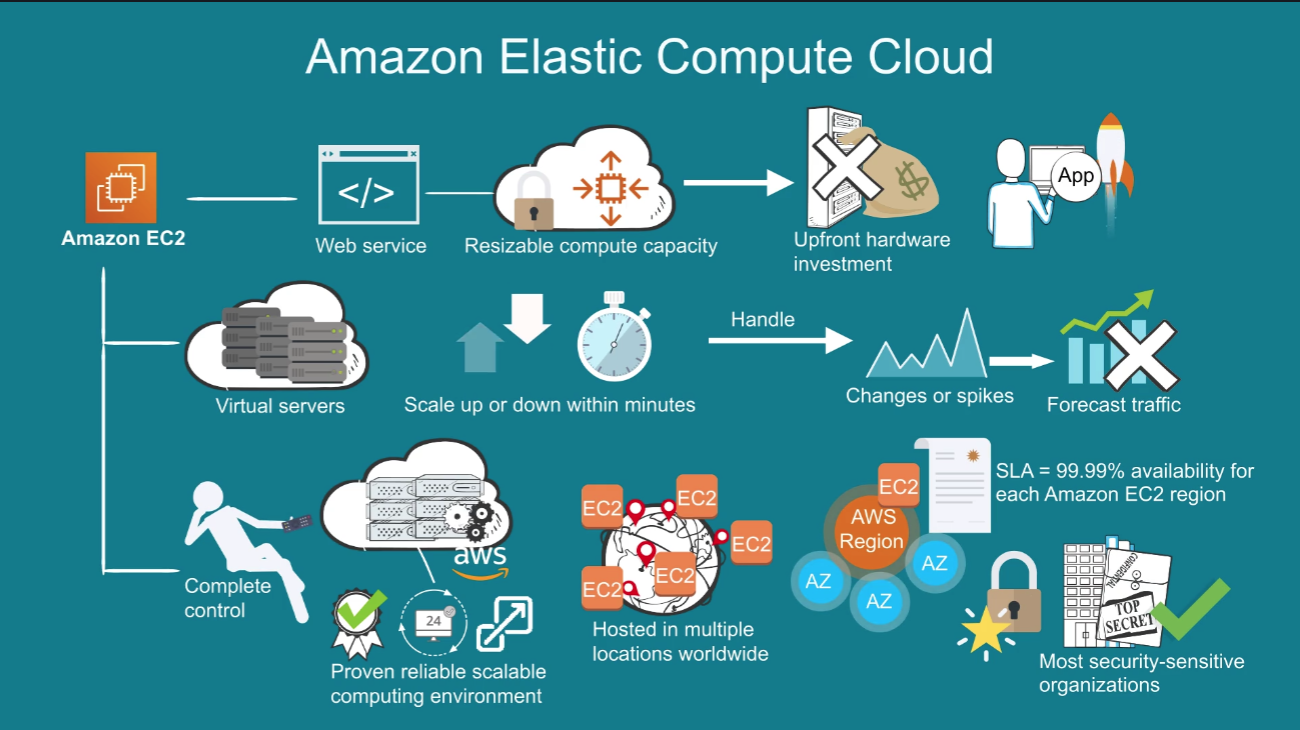 Amazon Elastic Compute Cloud
Amazon EC2
</>
Web service
Resizable compute capacity
$
Upfront hardware
investment
App
Virtual servers
Scale up or down within minutes
Handle
Changes or spikes
Forecast traffic
Complete
control
aws
24
Proven reliable scalable
computing environment
EC2
EC2
EC2
EC2
EC2
Hosted in multiple
locations worldwide
EC2
AWS
Region
AZ
AZ
AZ
SLA = 99.99% availability for
each Amazon EC2 region
CONFIDENTIAL
TOP
SECRET
Most security-sensitive
organizations